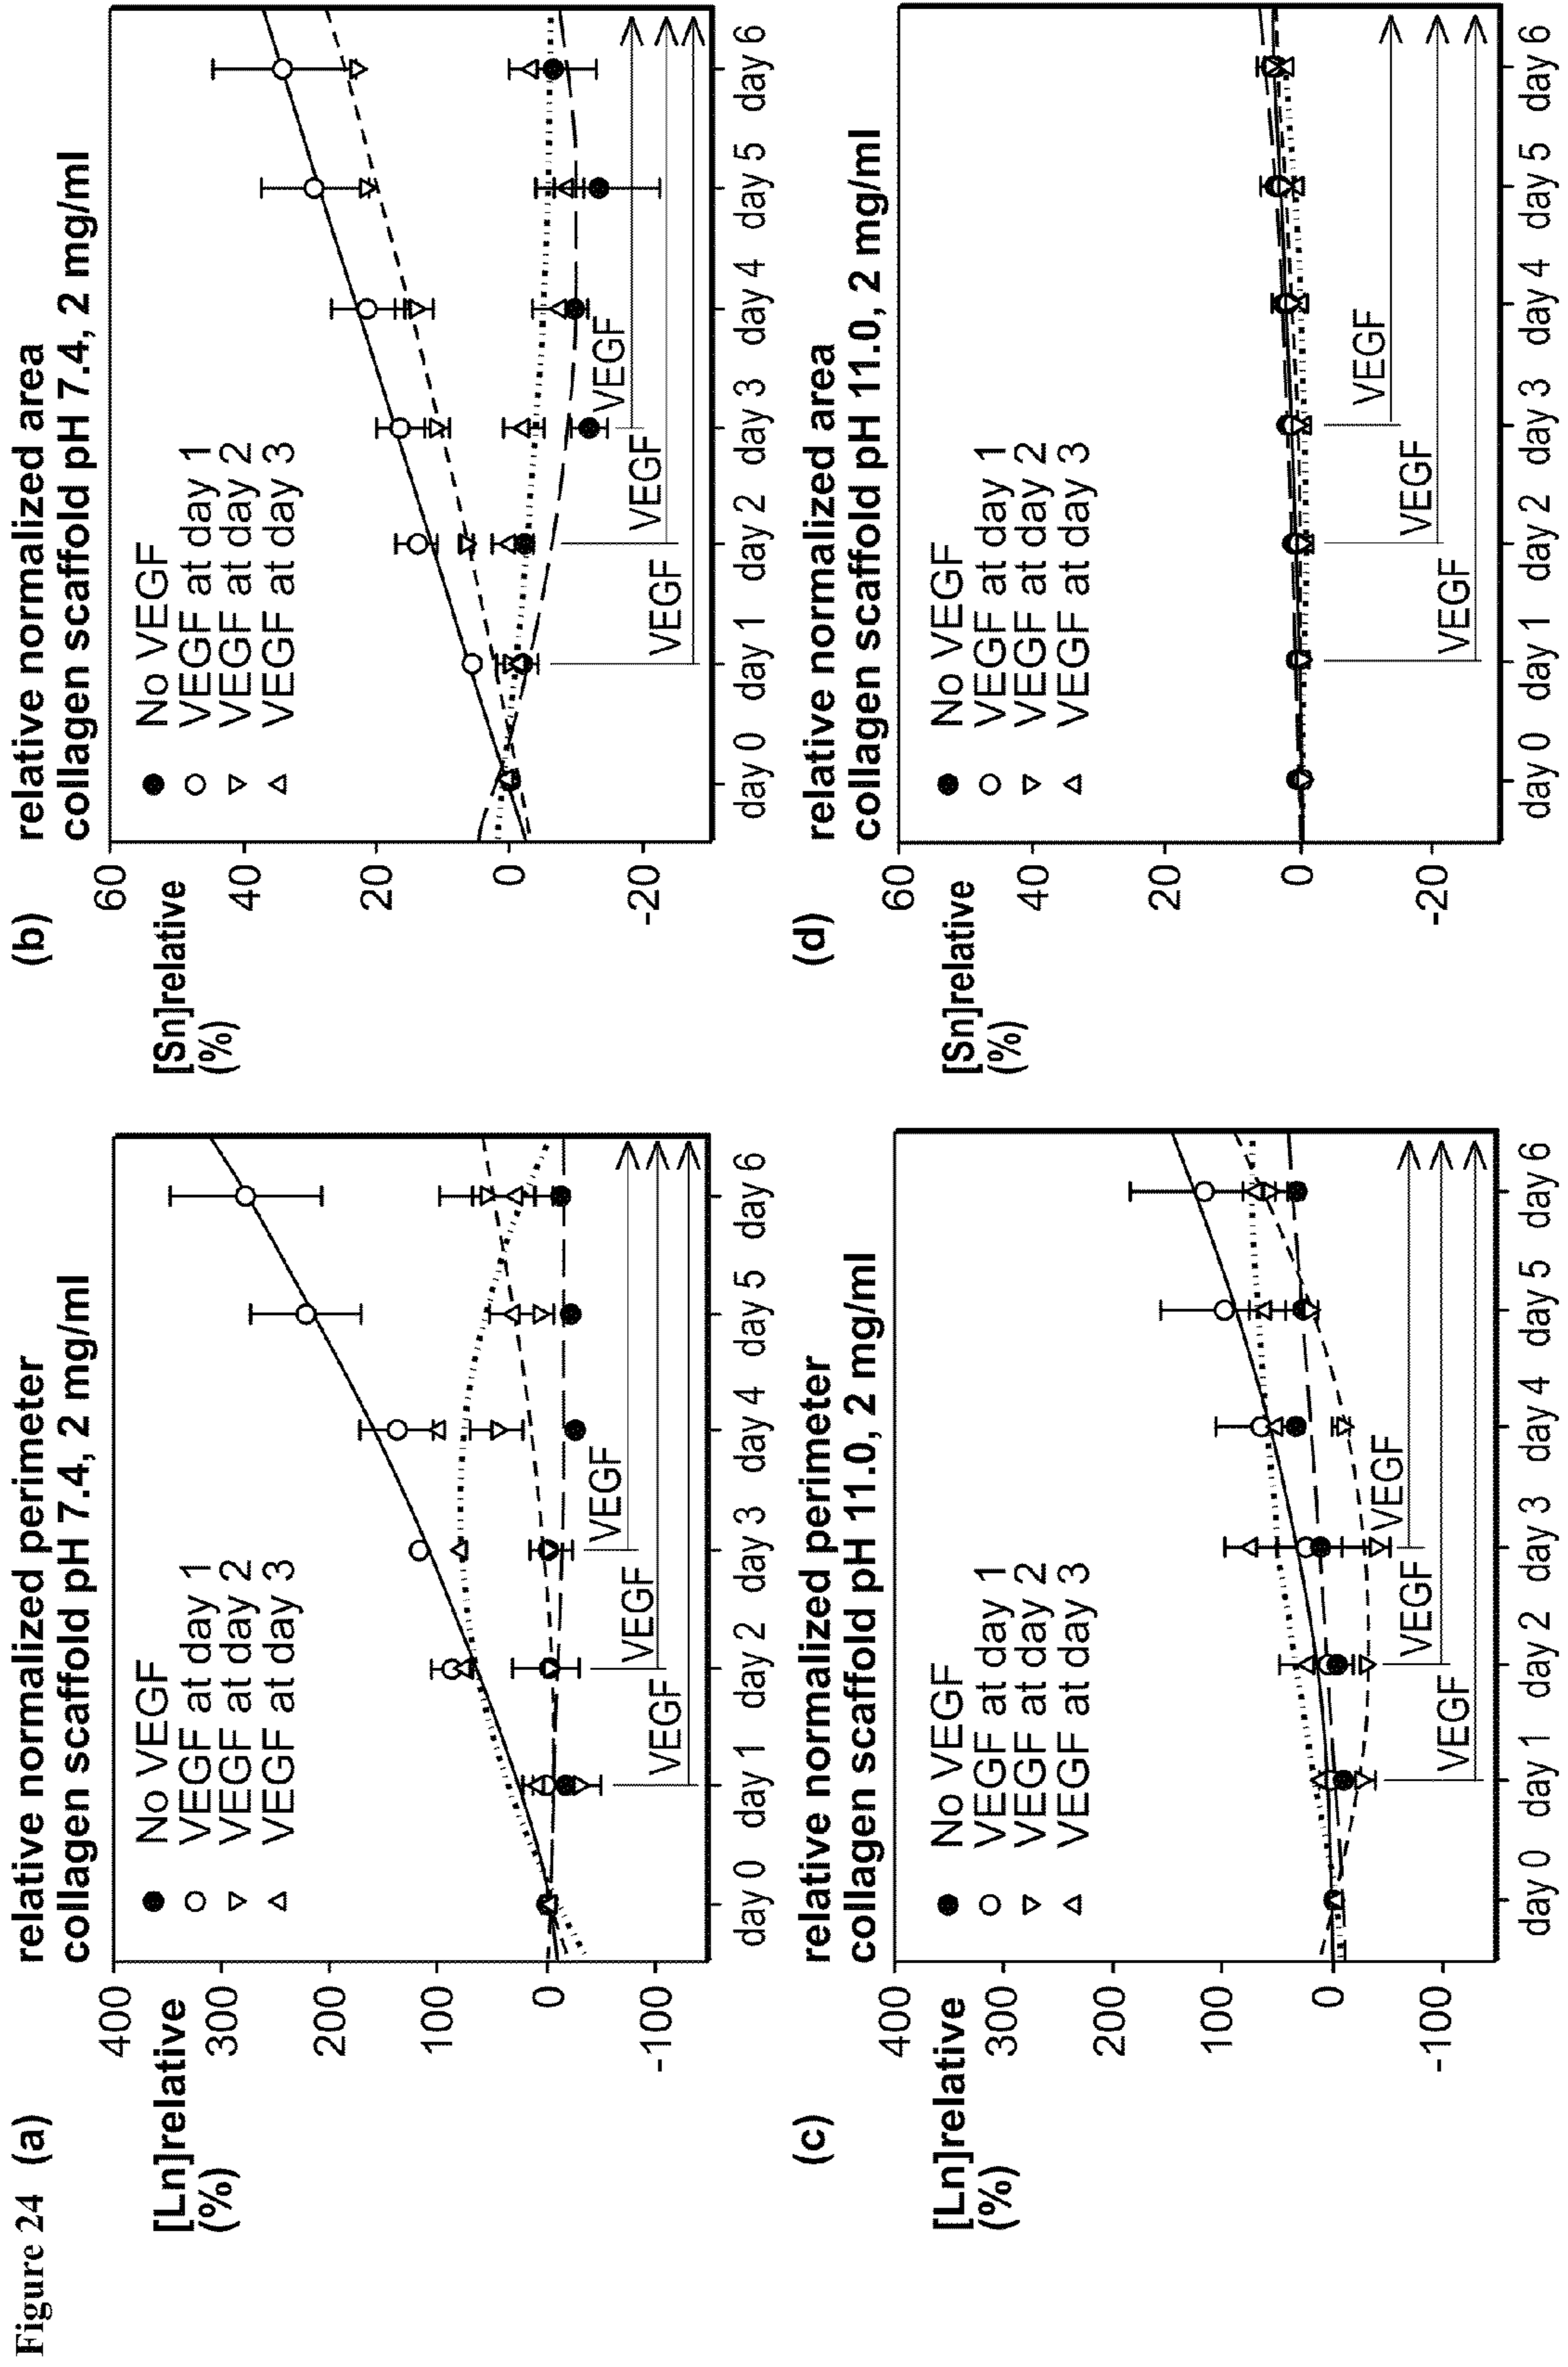 Figure 24
(a)
relative normalized perimeter
collagen scaffold pH 7.4, 2 mg/ml
[Ln]relative
(%)
400
300
200
100
0
-100
No VEGF
VEGF at day 1
VEGF at day 2
VEGF at day 3
VEGF
VEGF
VEGF
day 0 day 1 day 2 day 3 day 4 day 5 day 6
(b)
relative normalized area
collagen scaffold pH 7.4, 2 mg/ml
[Sn]relative
(%)
60
40
20
0
-20
No VEGF
VEGF at day 1
VEGF at day 2
VEGF at day 3
VEGF
VEGF
VEGF
day 0 day 1 day 2 day 3 day 4 day 5 day 6
(c)
relative normalized perimeter
collagen scaffold pH 11.0, 2 mg/ml
[Ln]relative
(%)
400
300
200
100
0
-100
No VEGF
VEGF at day 1
VEGF at day 2
VEGF at day 3
VEGF
VEGF
VEGF
day 0 day 1 day 2 day 3 day 4 day 5 day 6
(d)
relative normalized area
collagen scaffold pH 11.0, 2 mg/ml
[Sn]relative
(%)
60
40
20
0
-20
No VEGF
VEGF at day 1
VEGF at day 2
VEGF at day 3
VEGF
VEGF
VEGF
day 0 day 1 day 2 day 3 day 4 day 5 day 6